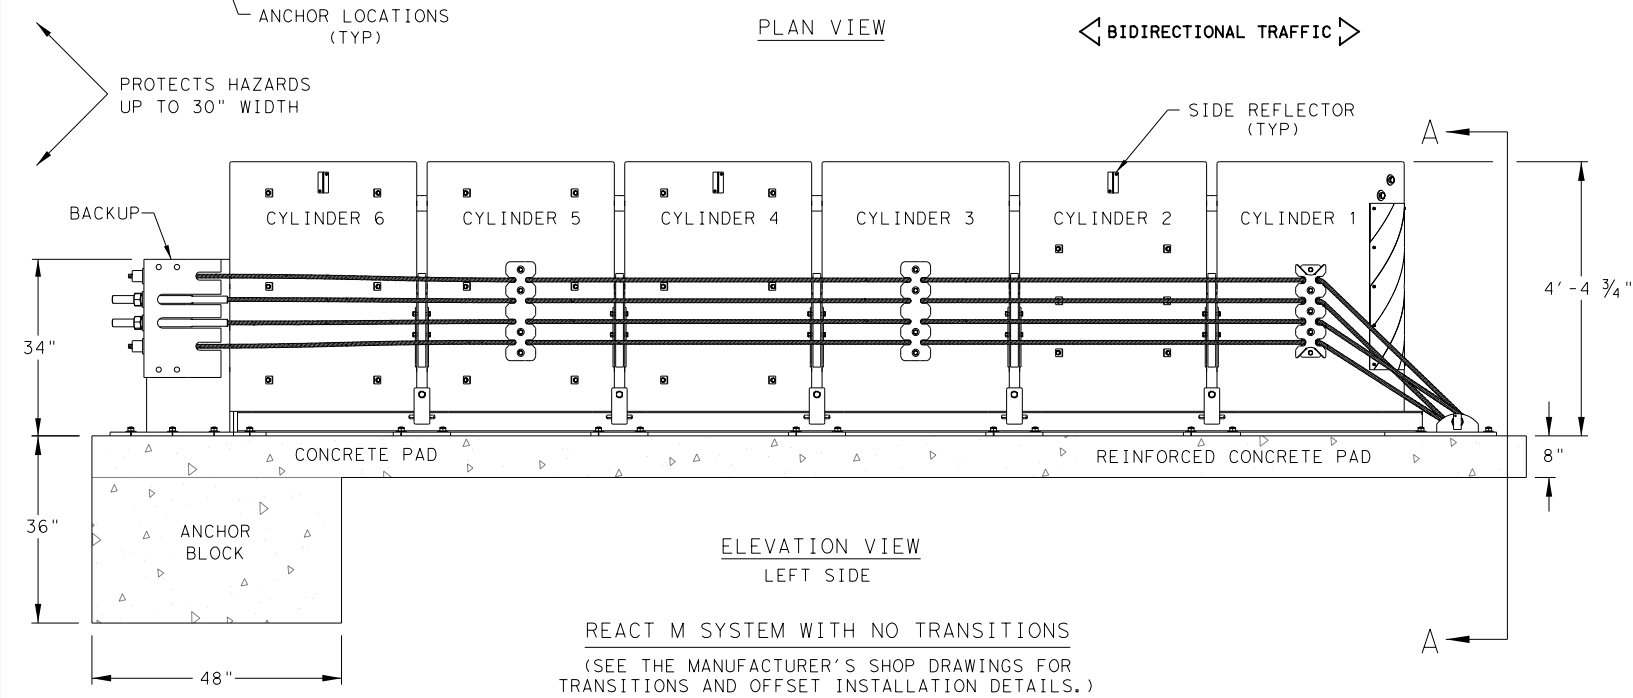 ANCHOR LOCATIONS
(TYP)
PLAN VIEW
BIDIRECTIONAL TRAFFIC
PROTECTS HAZARDS
UP TO 30" WIDTH
SIDE REFLECTOR
(TYP)
A
BACKUP
CYLINDER 6
CYLINDER 5
CYLINDER 4
CYLINDER 3
CYLINDER 2
CYLINDER 1
4'-4 3/4"
34"
CONCRETE PAD
REINFORCED CONCRETE PAD
8"
36"
ANCHOR
BLOCK
ELEVATION VIEW
LEFT SIDE
REACT M SYSTEM WITH NO TRANSITIONS
A
(SEE THE MANUFACTURER'S SHOP DRAWINGS FOR
TRANSITIONS AND OFFSET INSTALLATION DETAILS.)
48"